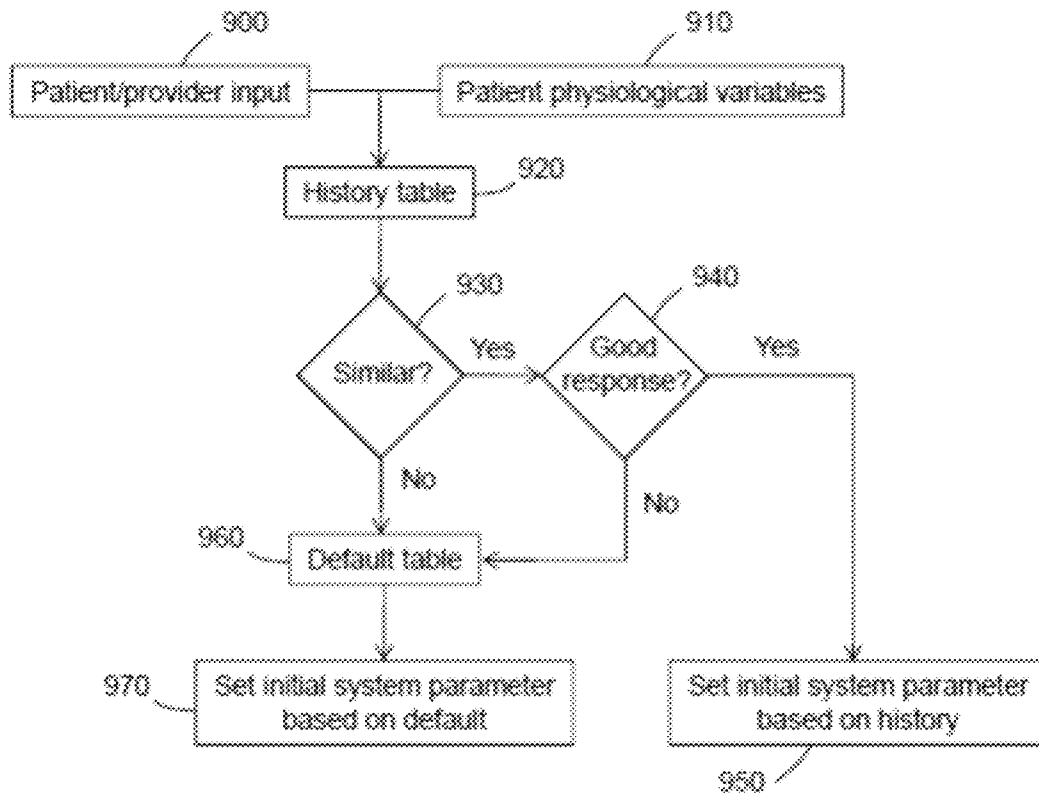 900
910
Patient/provider input
Patient physiological variables
920
History table
930
940
Similar?
Yes
Good
response?
Yes
No
No
960
Default table
970
Set initial system parameter
based on default
Set initial system parameter
based on history
950